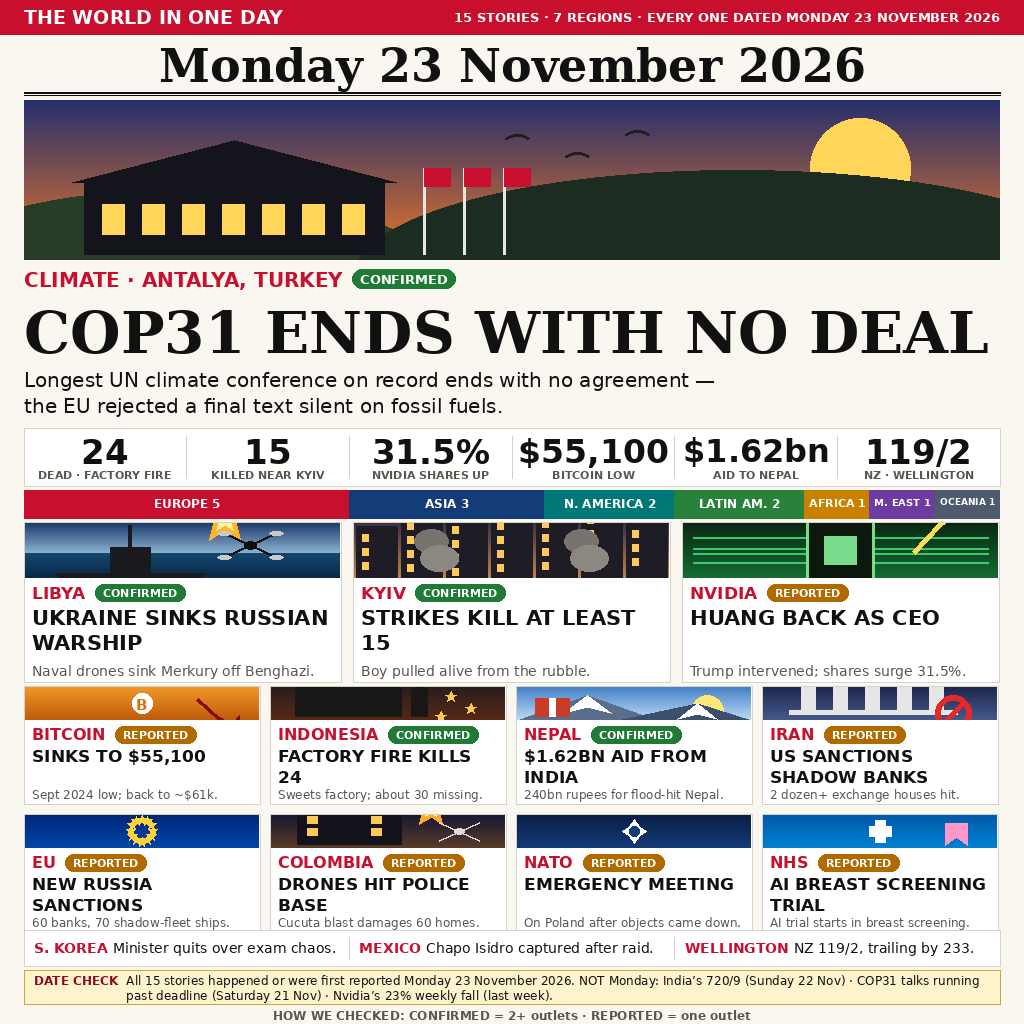 THE WORLD IN ONE DAY
15 STORIES · 7 REGIONS · EVERY ONE DATED MONDAY 23 NOVEMBER 2026
Monday 23 November 2026
CLIMATE · ANTALYA, TURKEY CONFIRMED
COP31 ENDS WITH NO DEAL
Longest UN climate conference on record ends with no agreement —
the EU rejected a final text silent on fossil fuels.
24
DEAD · FACTORY FIRE
15
KILLED NEAR KYIV
31.5%
NVIDIA SHARES UP
$55,100
BITCOIN LOW
$1.62bn
AID TO NEPAL
119/2
NZ · WELLINGTON
EUROPE 5
ASIA 3
N. AMERICA 2
LATIN AM. 2
AFRICA 1
M. EAST 1
OCEANIA 1
LIBYA CONFIRMED
UKRAINE SINKS RUSSIAN
WARSHIP
Naval drones sink Merkury off Benghazi.
KYIV CONFIRMED
STRIKES KILL AT LEAST
15
Boy pulled alive from the rubble.
NVIDIA REPORTED
HUANG BACK AS CEO
Trump intervened; shares surge 31.5%.
B
BITCOIN REPORTED
SINKS TO $55,100
Sept 2024 low; back to ~$61k.
INDONESIA CONFIRMED
FACTORY FIRE KILLS
24
Sweets factory; about 30 missing.
NEPAL CONFIRMED
$1.62BN AID FROM
INDIA
240bn rupees for flood-hit Nepal.
IRAN REPORTED
US SANCTIONS
SHADOW BANKS
2 dozen+ exchange houses hit.
EU REPORTED
NEW RUSSIA
SANCTIONS
60 banks, 70 shadow-fleet ships.
COLOMBIA REPORTED
DRONES HIT POLICE
BASE
Cucuta blast damages 60 homes.
NATO REPORTED
EMERGENCY MEETING
On Poland after objects came down.
NHS REPORTED
AI BREAST SCREENING
TRIAL
AI trial starts in breast screening.
S. KOREA Minister quits over exam chaos.
MEXICO Chapo Isidro captured after raid.
WELLINGTON NZ 119/2, trailing by 233.
DATE CHECK All 15 stories happened or were first reported Monday 23 November 2026. NOT Monday: India's 720/9 (Sunday 22 Nov) · COP31 talks running
past deadline (Saturday 21 Nov) · Nvidia's 23% weekly fall (last week).
HOW WE CHECKED: CONFIRMED = 2+ outlets · REPORTED = one outlet